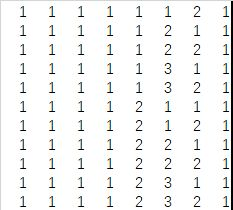 1 1 1 1 1 1 2 1
1 1 1 1 1 2 1 1
1 1 1 1 1 2 2 1
1 1 1 1 1 3 1 1
1 1 1 1 1 3 2 1
1 1 1 1 2 1 1 1
1 1 1 1 2 1 2 1
1 1 1 1 2 2 1 1
1 1 1 1 2 2 2 1
1 1 1 1 2 3 1 1
1 1 1 1 2 3 2 1